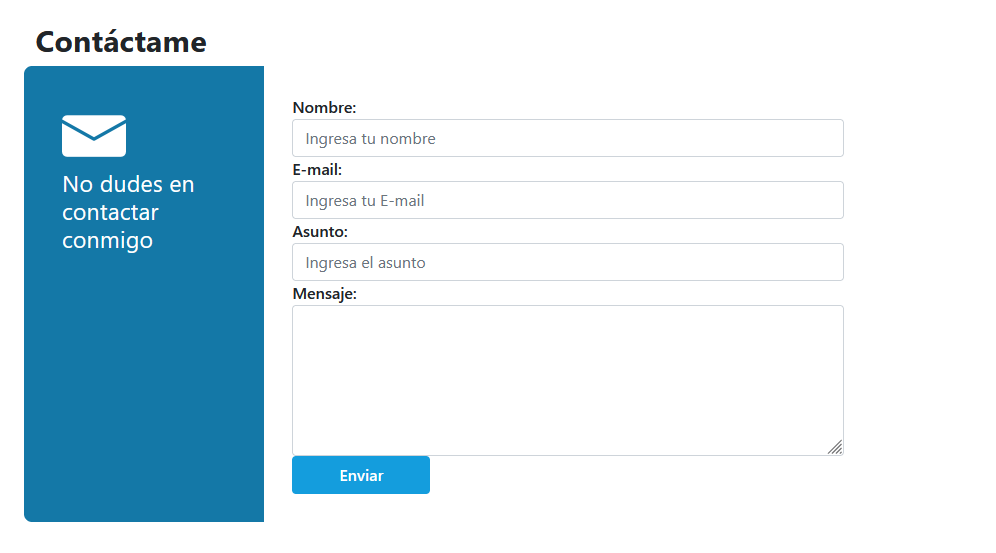 Contáctame
No dudes en
contactar
conmigo
Nombre:
Ingresa tu nombre
E-mail:
Ingresa tu E-mail
Asunto:
Ingresa el asunto
Mensaje:
Enviar